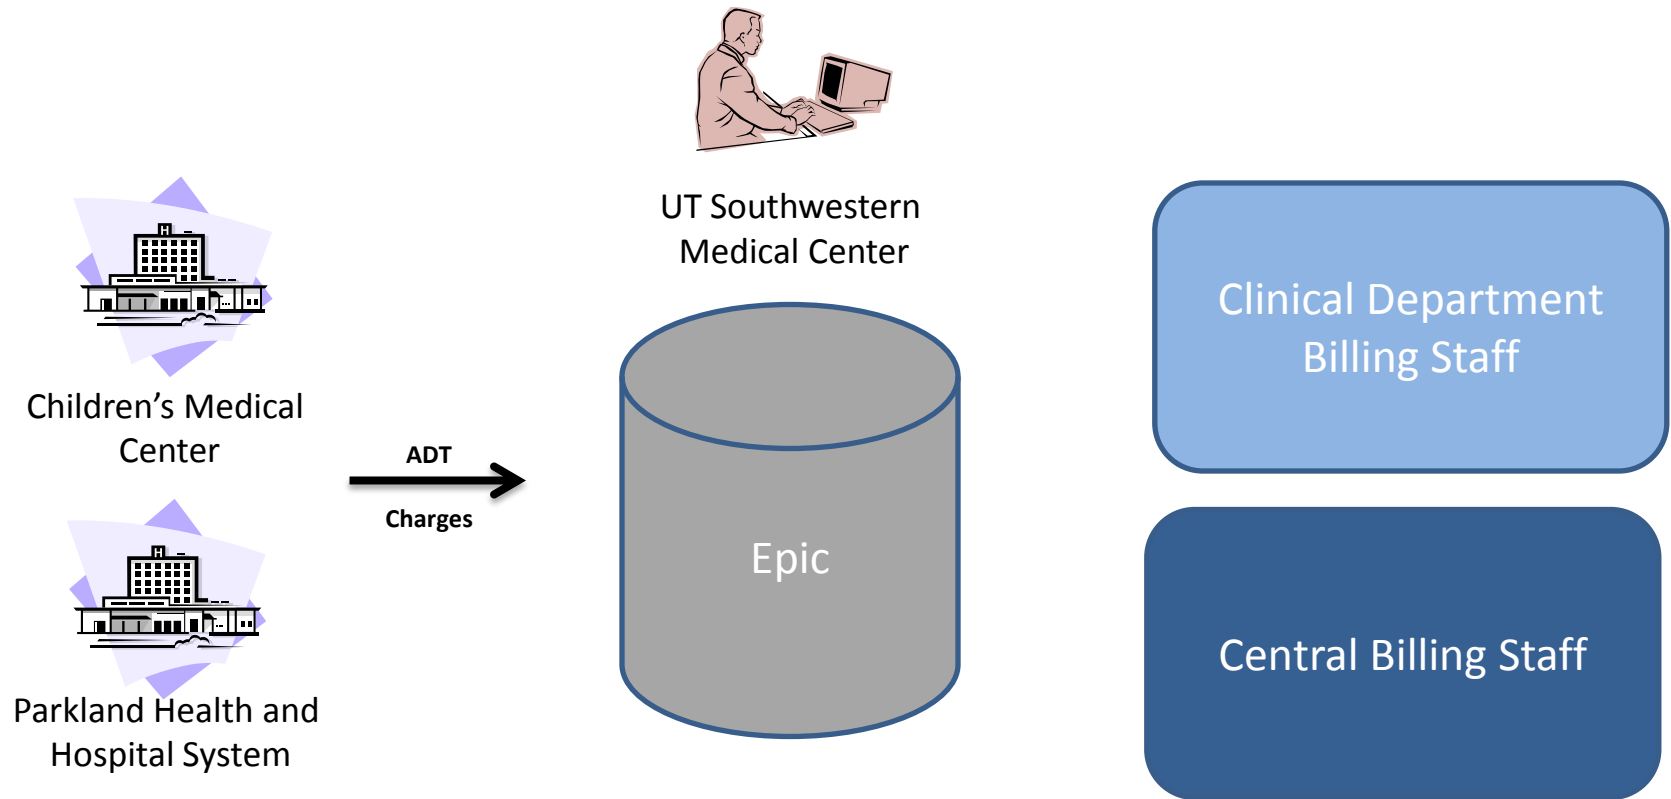 UT Southwestern
Medical Center
Children’s Medical
Center
ADT
Charges
Parkland Health and
Hospital System
Epic
Clinical Department
Billing Staff
Central Billing Staff